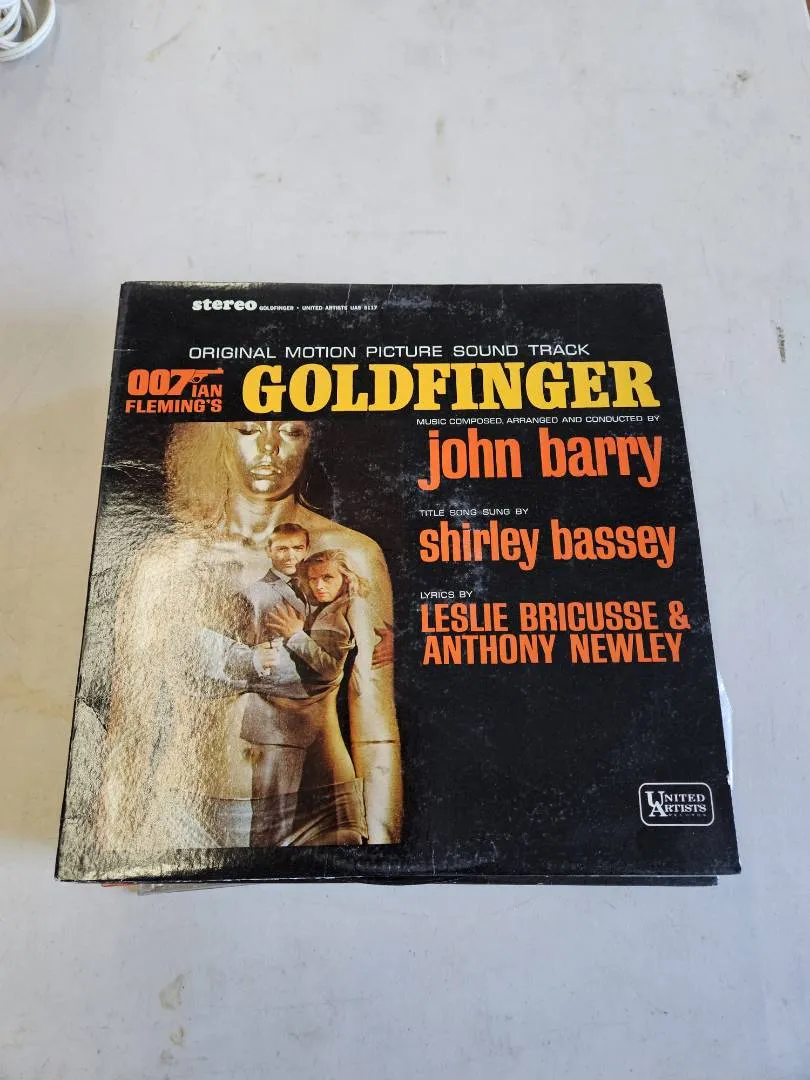 stereo GOLDFINGER • UNITED ARTISTS UAS 5117
ORIGINAL MOTION PICTURE SOUND TRACK
007 IAN FLEMING'S
GOLDFINGER
MUSIC COMPOSED, ARRANGED AND CONDUCTED BY
john barry
TITLE SONG SUNG BY
shirley bassey
LYRICS BY
LESLIE BRICUSSE &
ANTHONY NEWLEY
UNITED
ARTISTS
RECORDS